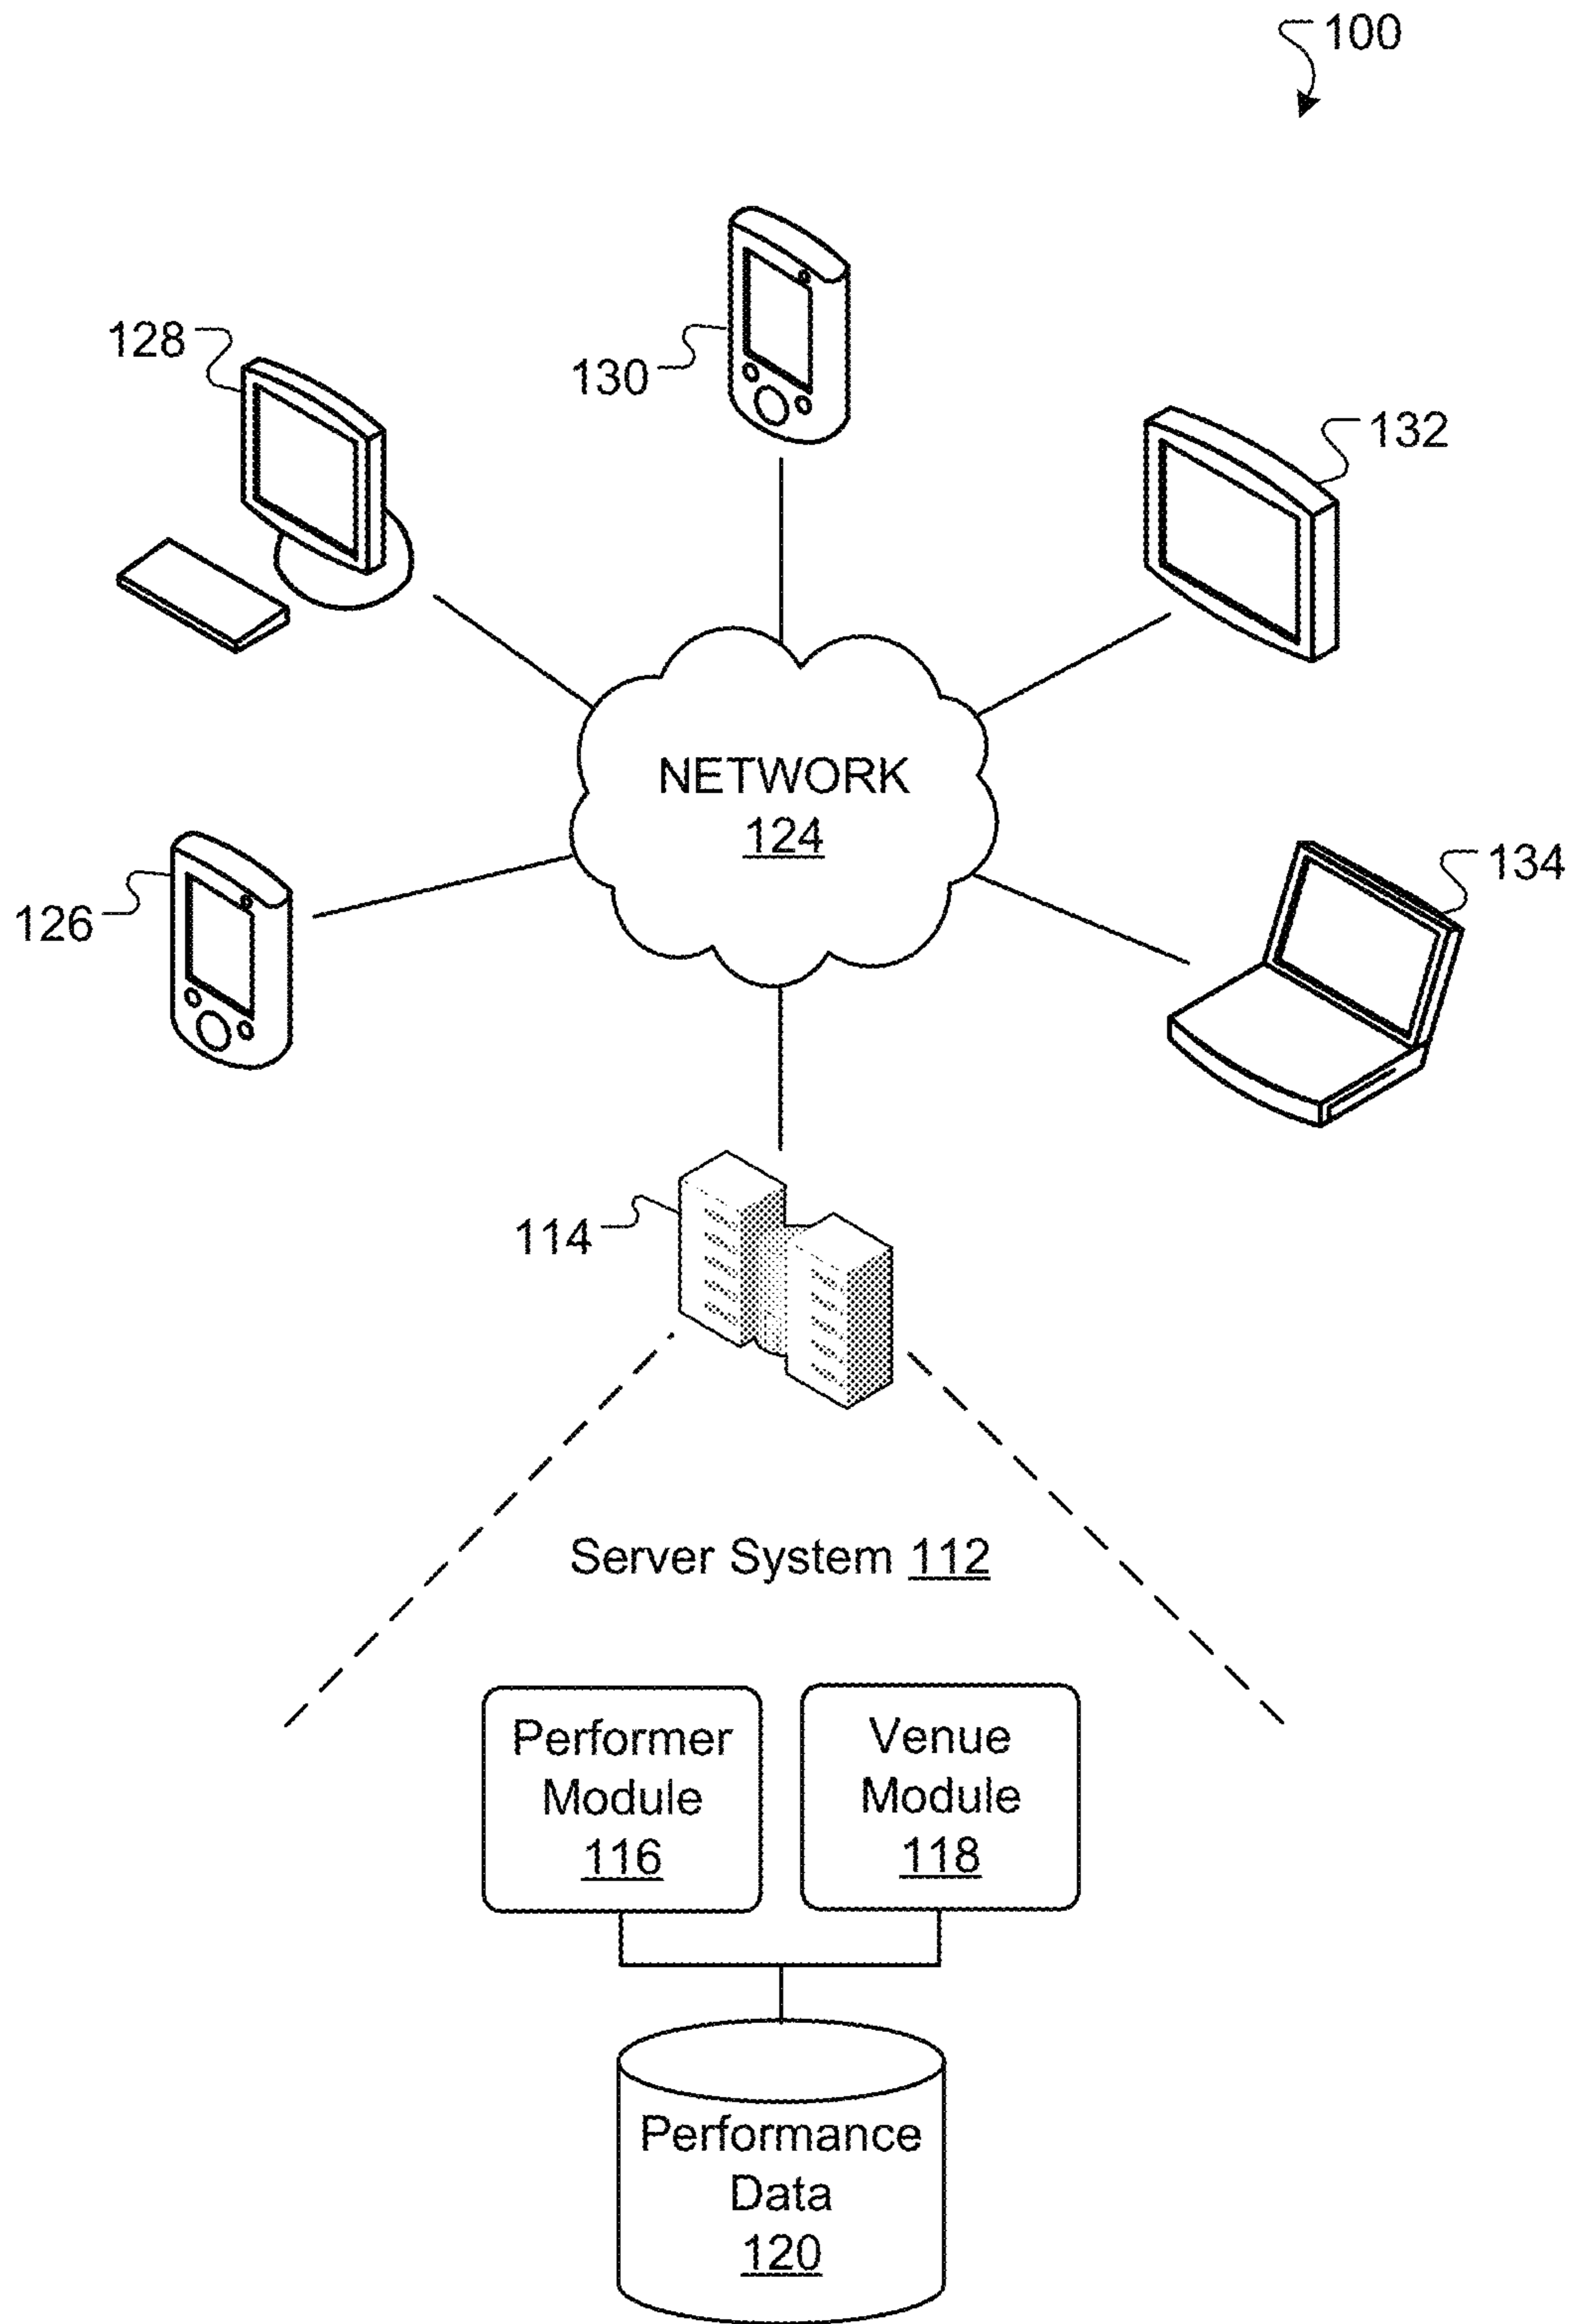 100
128
130
132
NETWORK
124
126
134
114
Server System 112
Performer
Module
116
Venue
Module
118
Performance
Data
120